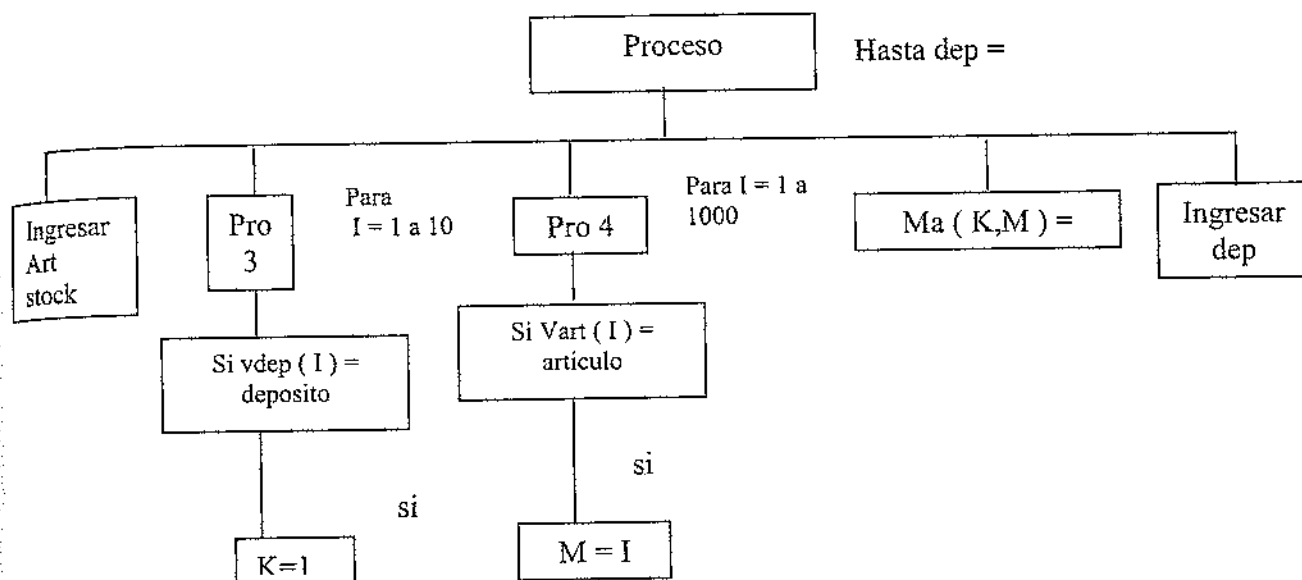 Proceso
Hasta dep =
Ingresar
Art
stock
Pro
3
Para
I = 1 a 10
Pro 4
Para I = 1 a
1000
Ma ( K,M ) =
Ingresar
dep
Si vdep ( I ) =
deposito
Si Vart ( I ) =
artículo
si
si
K=1
M = I